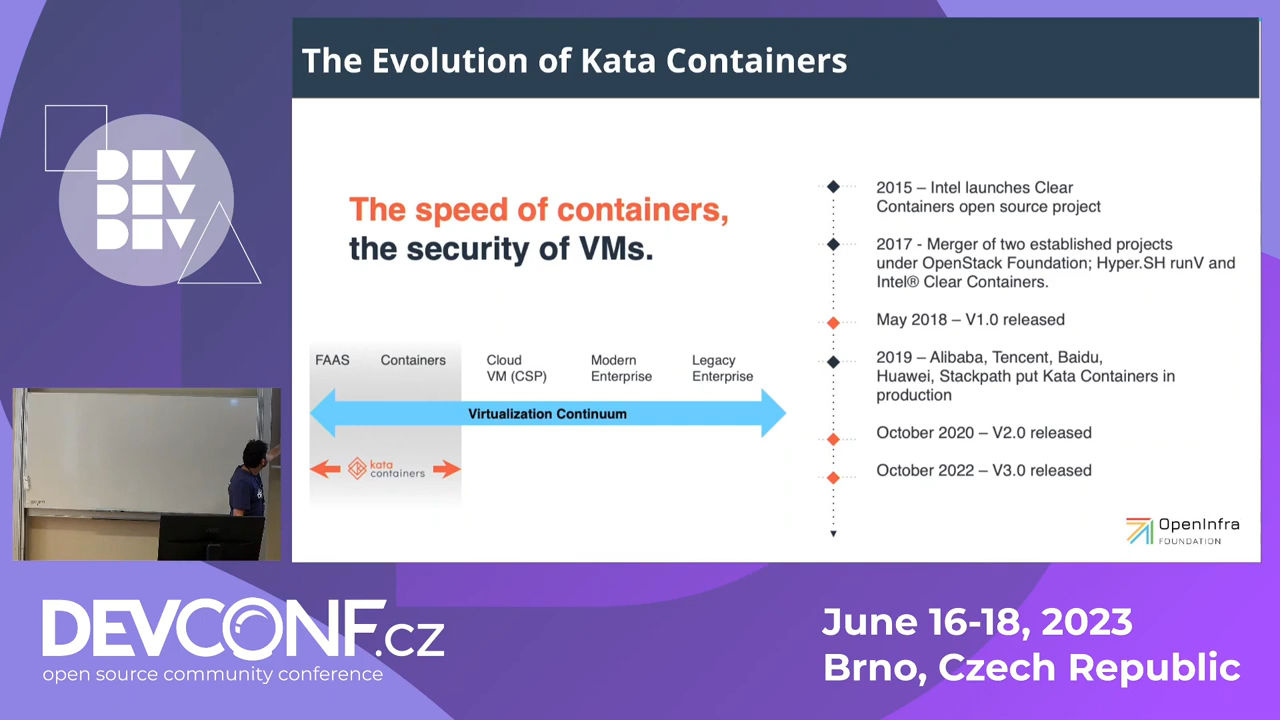 The Evolution of Kata Containers
DEV
DEV
DEV
The speed of containers,
the security of VMs.
FAAS
Containers
Cloud
VM (CSP)
Modern
Enterprise
Legacy
Enterprise
Virtualization Continuum
kata
containers
2015 – Intel launches Clear
Containers open source project
2017 - Merger of two established projects
under OpenStack Foundation; Hyper.SH runV and
Intel® Clear Containers.
May 2018 – V1.0 released
2019 – Alibaba, Tencent, Baidu,
Huawei, Stackpath put Kata Containers in
production
October 2020 – V2.0 released
October 2022 – V3.0 released
OpenInfra
FOUNDATION
DEVCONF.cz
open source community conference
June 16-18, 2023
Brno, Czech Republic